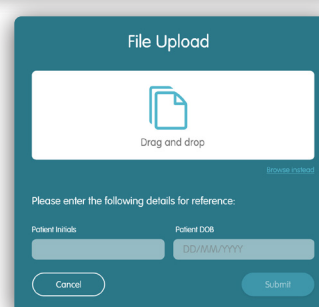 File Upload
Drag and drop
Browse instead
Please enter the following details for reference:
Patient Initials Patient DOB
DD/MM/YYYY
Cancel Submit